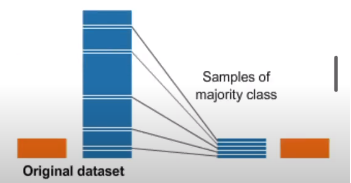 Samples of
majority class
Original dataset